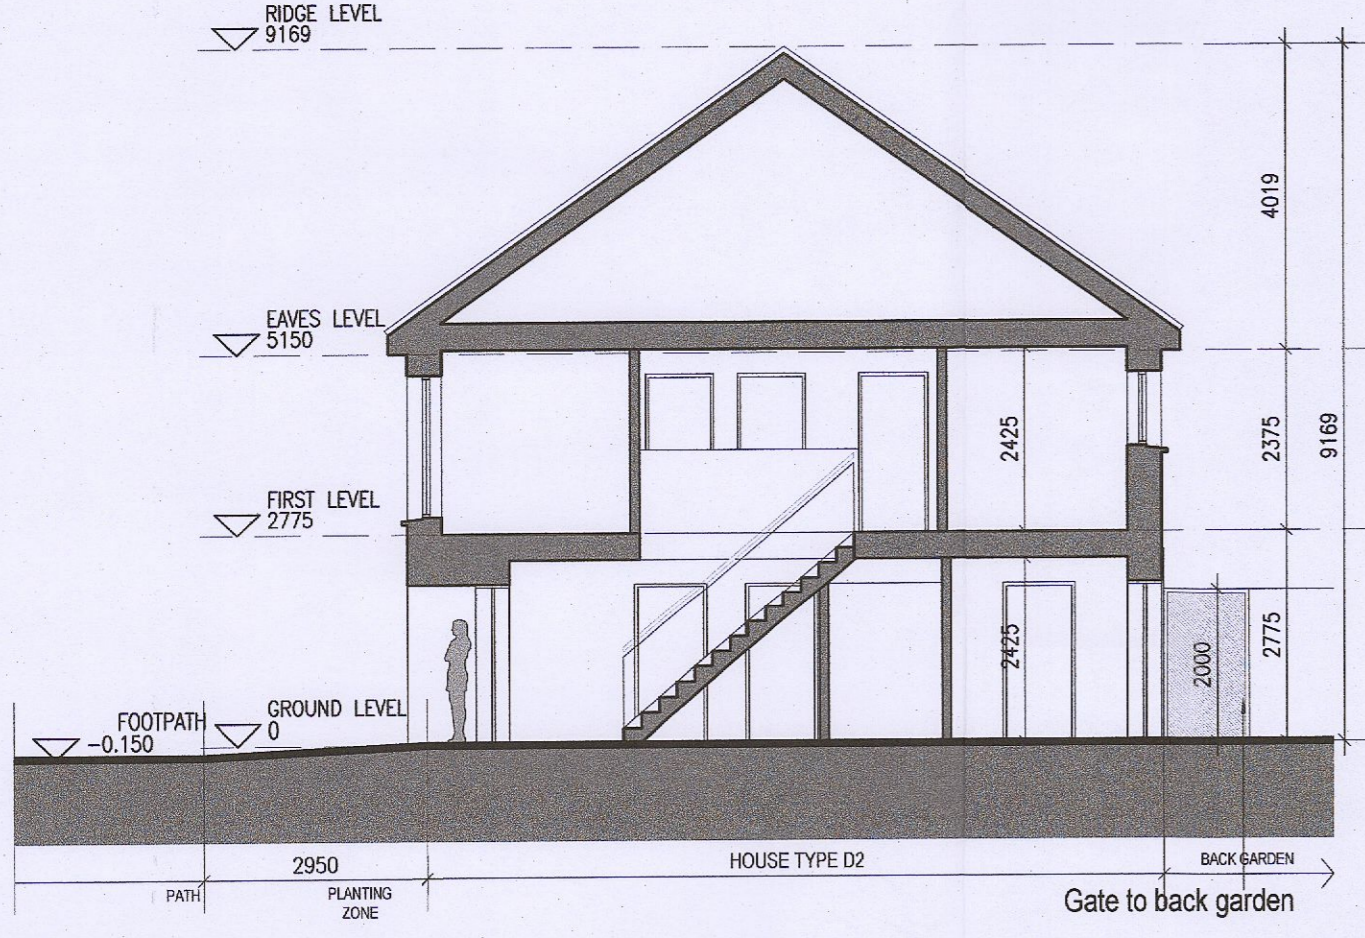 RIDGE LEVEL
9169
4019
EAVES LEVEL
5150
2425
2375
9169
FIRST LEVEL
2775
2425
2000
2775
FOOTPATH
-0.150
GROUND LEVEL
0
2950
HOUSE TYPE D2
BACK GARDEN
PATH
PLANTING
ZONE
Gate to back garden